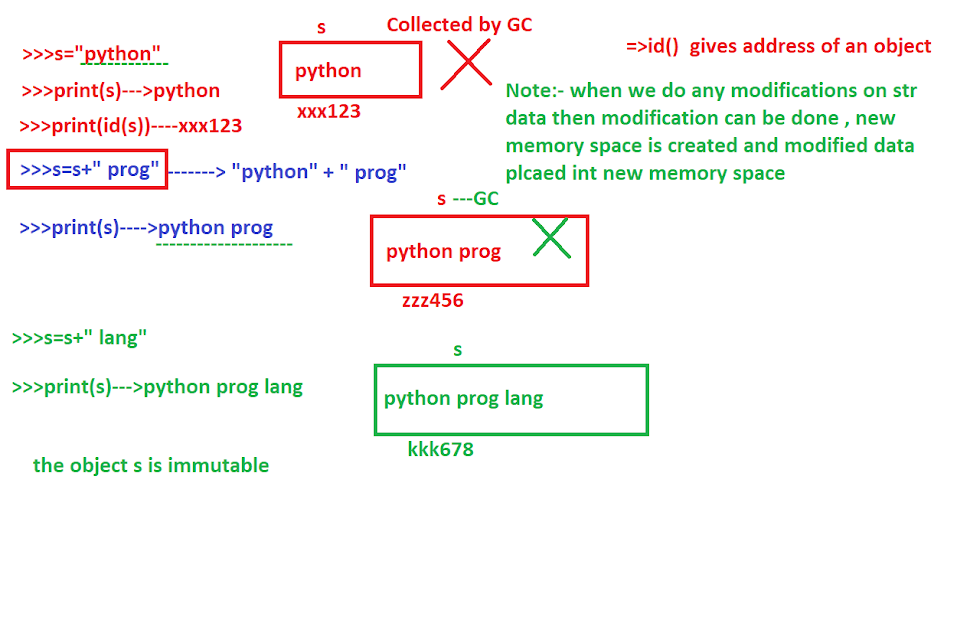 s
Collected by GC
>>>s="python"
python
=>id() gives address of an object
>>>print(s)--->python
xxx123
Note:- when we do any modifications on str
data then modification can be done , new
memory space is created and modified data
plcaed int new memory space
>>>print(id(s))----xxx123
>>>s=s+" prog"-------> "python" + " prog"
s ---GC
>>>print(s)---->python prog
python prog
zzz456
>>>s=s+" lang"
s
>>>print(s)--->python prog lang
python prog lang
kkk678
the object s is immutable